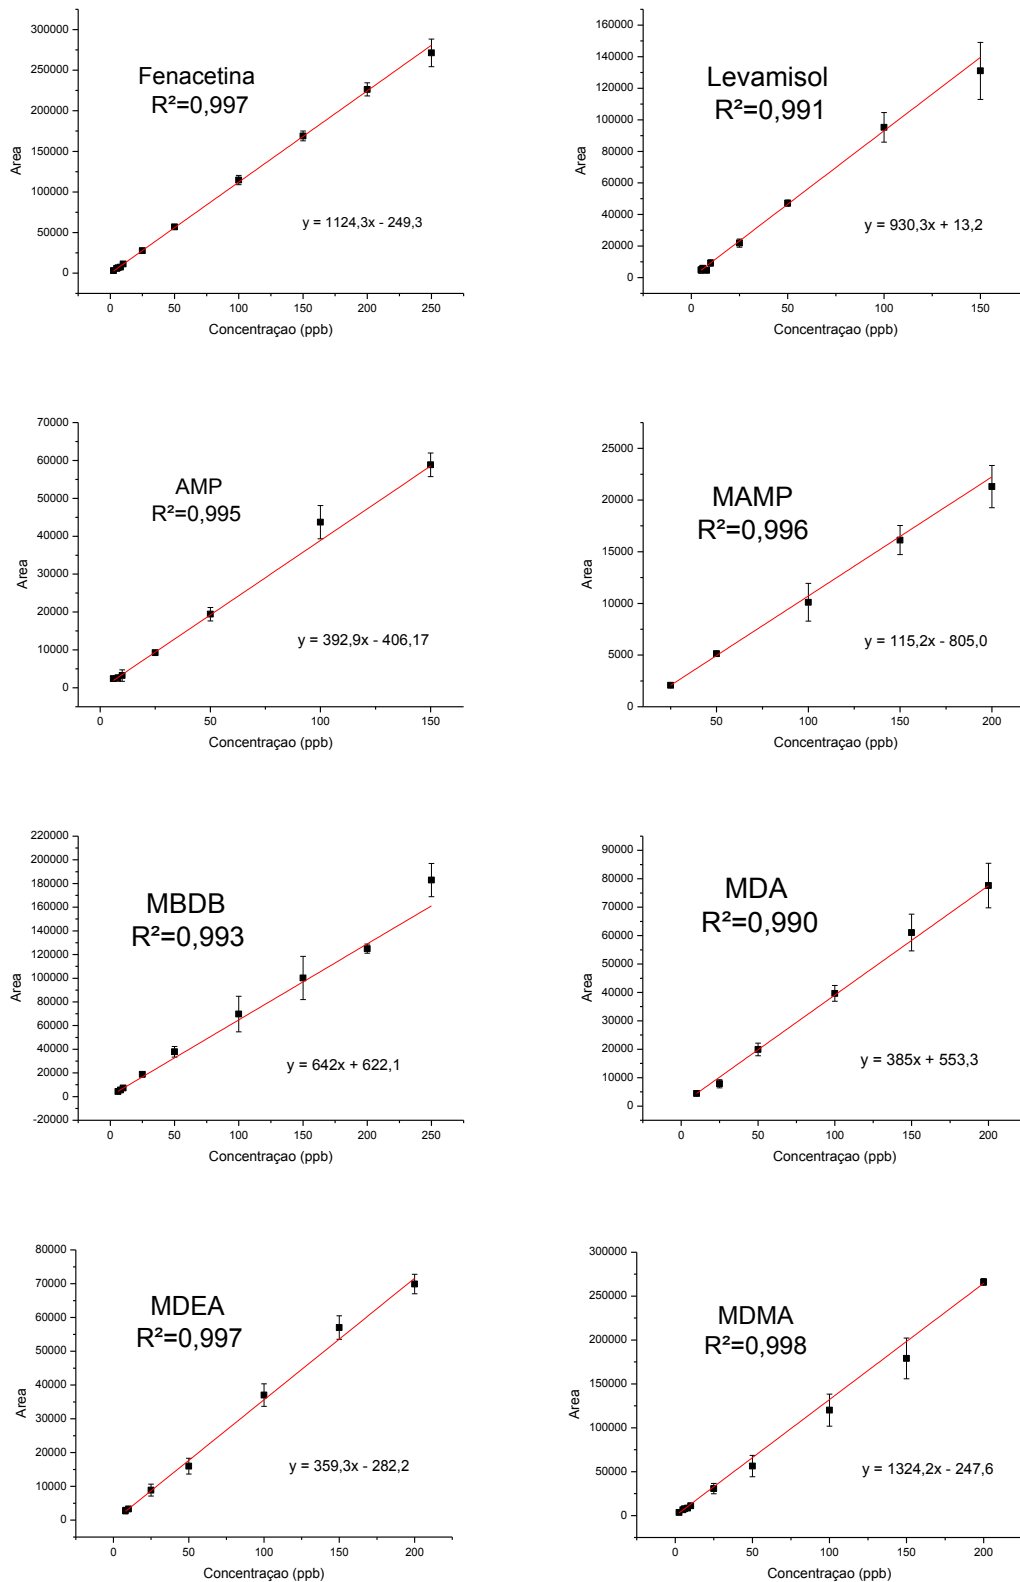 300000
250000
200000
150000
100000
50000
0
Area
Fenacetina
R²=0,997
y = 1124,3x - 249,3
0 50 100 150 200 250
Concentraçao (ppb)
160000
140000
120000
100000
80000
60000
40000
20000
0
Area
Levamisol
R²=0,991
y = 930,3x + 13,2
0 50 100 150
Concentraçao (ppb)
70000
60000
50000
40000
30000
20000
10000
0
Area
AMP
R²=0,995
y = 392,9x - 406,17
0 50 100 150
Concentraçao (ppb)
25000
20000
15000
10000
5000
0
Area
MAMP
R²=0,996
y = 115,2x - 805,0
50 100 150 200
Concentraçao (ppb)
220000
200000
180000
160000
140000
120000
100000
80000
60000
40000
20000
0
-20000
Area
MBDB
R²=0,993
y = 642x + 622,1
0 50 100 150 200 250
Concentraçao (ppb)
90000
80000
70000
60000
50000
40000
30000
20000
10000
0
Area
MDA
R²=0,990
y = 385x + 553,3
0 50 100 150 200
Concentraçao (ppb)
80000
70000
60000
50000
40000
30000
20000
10000
0
Area
MDEA
R²=0,997
y = 359,3x - 282,2
0 50 100 150 200
Concentraçao (ppb)
300000
250000
200000
150000
100000
50000
0
Area
MDMA
R²=0,998
y = 1324,2x - 247,6
0 50 100 150 200
Concentraçao (ppb)